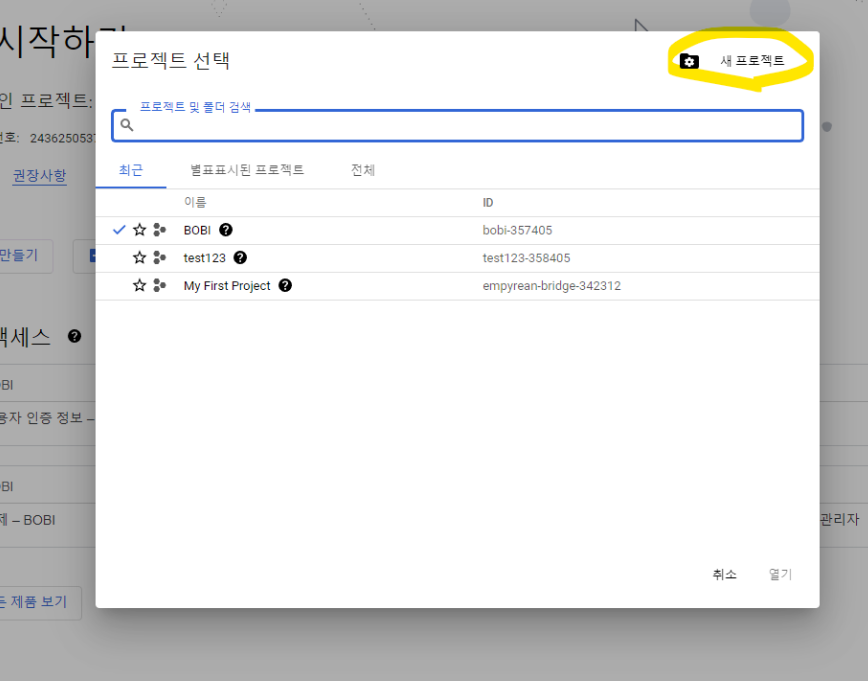 시작하기
프로젝트 선택
새 프로젝트
인 프로젝트:
프로젝트 및 폴더 검색
번호: 243625053
권장사항
최근 별표표시된 프로젝트 전체
이름 ID
BOBI bobi-357405
만들기
test123 test123-358405
My First Project empyrean-bridge-342312
액세스
BI
용자 인증 정보 –
BI
제 – BOBI
관리자
취소 열기
든 제품 보기